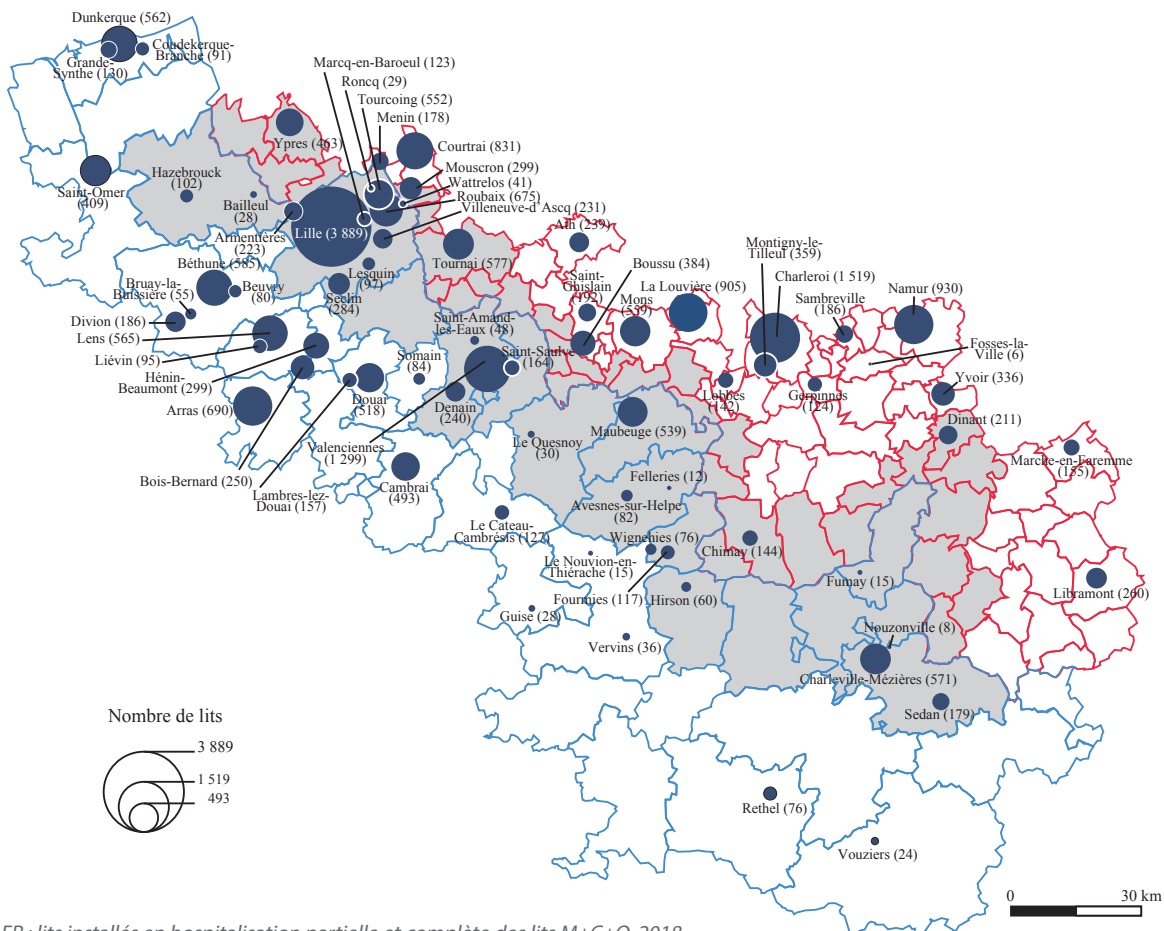 Dunkerque (562)
Coudekerque-
Branche (91)
Grande-
Synthe (130)
Marcq-en-Baroeul (123)
Roncq (29)
Tourcoing (552)
Menin (178)
Ypres (463)
Courtrai (831)
Mouscron (299)
Wattrelos (41)
Roubaix (675)
Villeneuve-d'Ascq (231)
Saint-Omer
(409)
Hazebrouck
(102)
Bailleul
(28)
Armentières
(223)
Lille (3 889)
Ath (239)
Tournai (577)
Lesquin
(97)
Seclin
(284)
Béthune (585)
Beuvry
(80)
Bruay-la-
Buissière (55)
Divion (186)
Lens (565)
Liévin (95)
Hénin-
Beaumont (299)
Arras (690)
Bois-Bernard (250)
Lambres-lez-
Douai (157)
Douai
(518)
Somain
(84)
Saint-Amand-
les-Eaux (48)
Saint-Saulve
(164)
Denain
(240)
Valenciennes
(1 299)
Cambrai
(493)
Saint-
Ghislain
(192)
Boussu (384)
Mons
(539)
La Louvière (905)
Montigny-le-
Tilleul (359)
Charleroi (1 519)
Sambreville
(186)
Namur (930)
Fosses-la-
Ville (6)
Yvoir (336)
Lobbes
(142)
Gerpinnes
(124)
Dinant (211)
Marche-en-Faremme
(155)
Maubeuge (539)
Le Quesnoy
(30)
Felleries (12)
Avesnes-sur-Helpe
(82)
Le Cateau-
Cambrésis (127)
Wignehies (76)
Chimay (144)
Le Nouvion-en-
Thiérache (15)
Fourmies (117)
Hirson (60)
Fumay (15)
Libramont (260)
Guise (28)
Vervins (36)
Nouzonville (8)
Charleville-Mézières (571)
Sedan (179)
Rethel (76)
Vouziers (24)
Nombre de lits
3 889
1 519
493
0 30 km